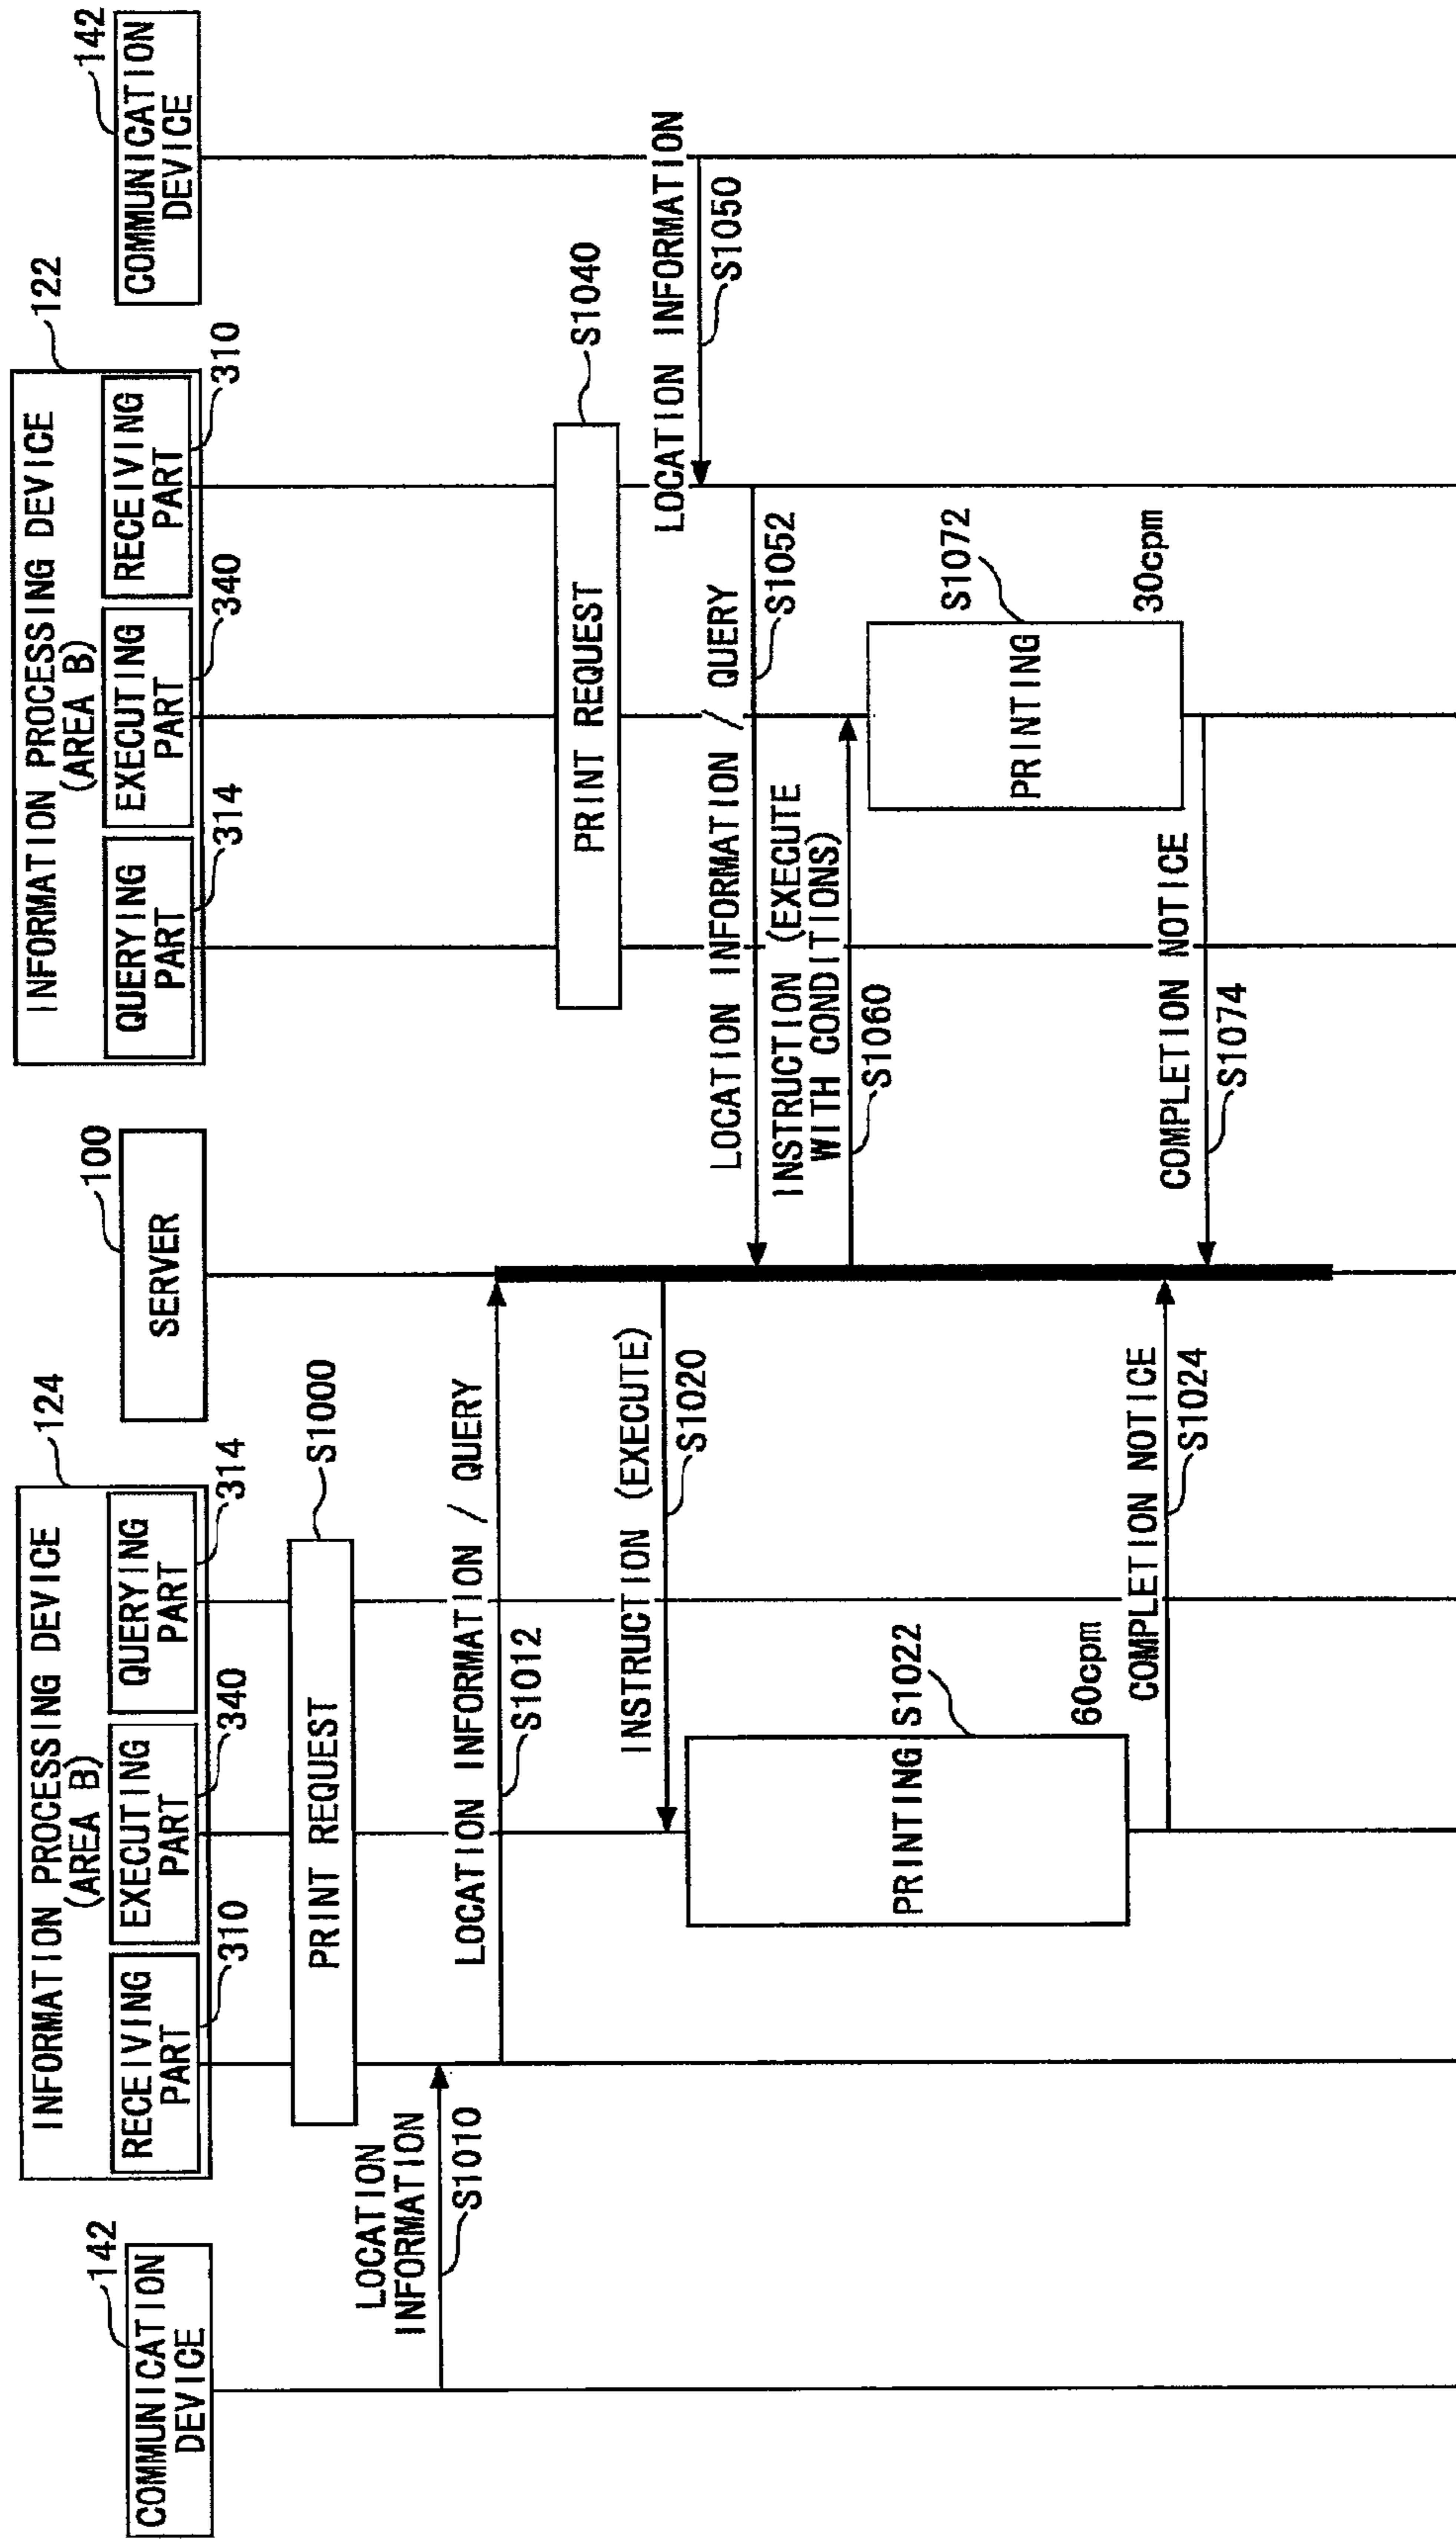 COMMUNICATION
DEVICE
142
INFORMATION PROCESSING DEVICE
(AREA B)
124
RECEIVING
PART
310
EXECUTING
PART
340
QUERYING
PART
314
SERVER
100
INFORMATION PROCESSING DEVICE
(AREA B)
122
QUERYING
PART
314
EXECUTING
PART
340
RECEIVING
PART
310
COMMUNICATION
DEVICE
142
PRINT REQUEST
S1000
LOCATION
INFORMATION
S1010
LOCATION INFORMATION / QUERY
S1012
PRINT REQUEST
S1040
INSTRUCTION (EXECUTE)
S1020
LOCATION INFORMATION
S1050
LOCATION INFORMATION / QUERY
S1052
INSTRUCTION (EXECUTE
WITH CONDITIONS)
S1060
PRINTING
S1022
60cpm
PRINTING
S1072
30cpm
COMPLETION NOTICE
S1024
COMPLETION NOTICE
S1074